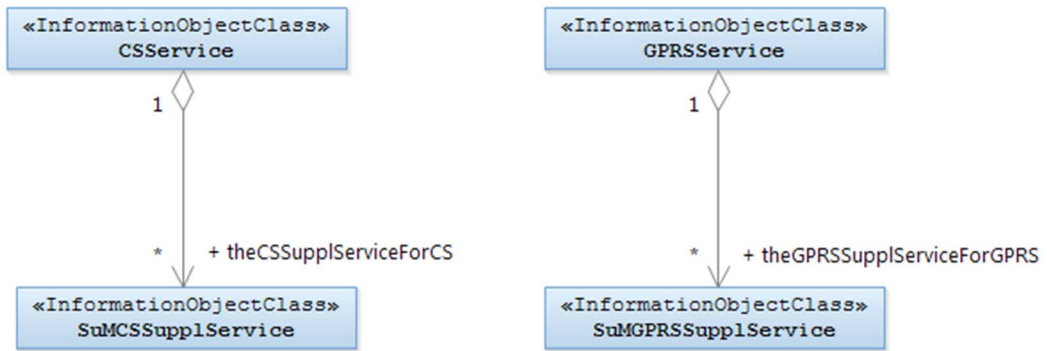 «InformationObjectClass»
CSService
1
*
+ theCSSupplServiceForCS
«InformationObjectClass»
SuMCSSupplService
«InformationObjectClass»
GPRSService
1
*
+ theGPRSSupplServiceForGPRS
«InformationObjectClass»
SuMGPRSSupplService